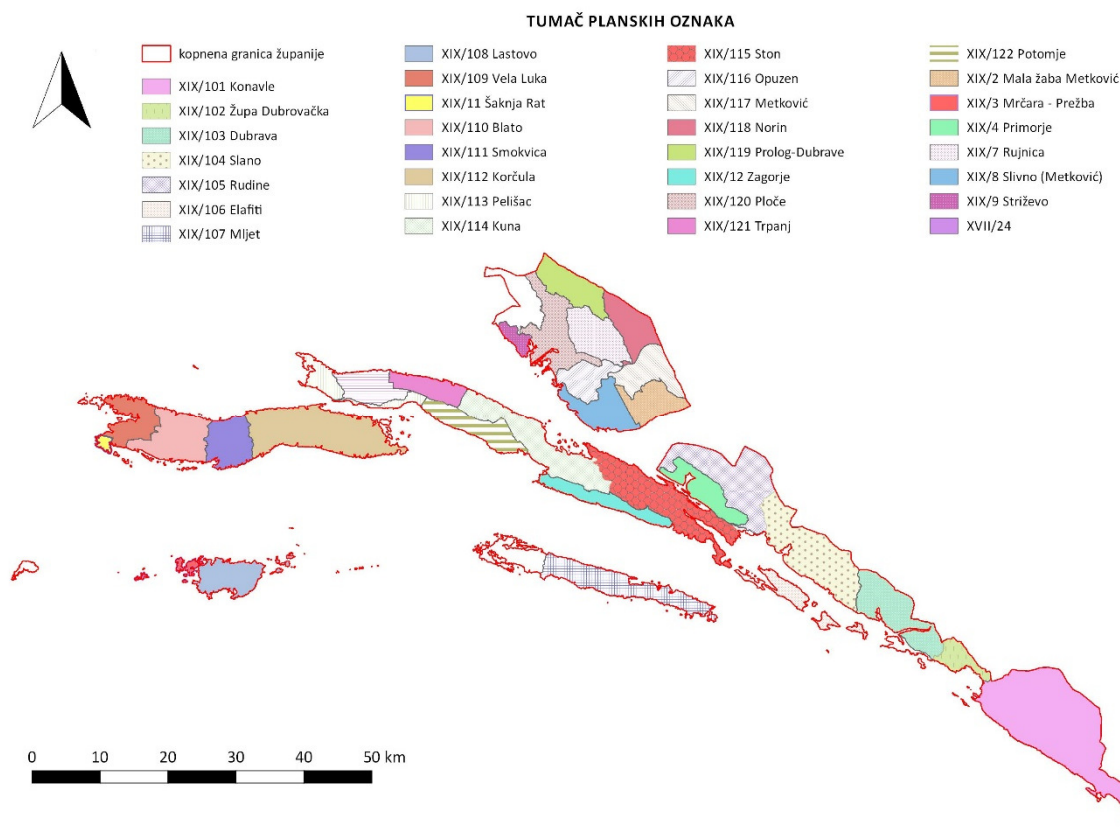 TUMAČ PLANSKIH OZNAKA
kopnena granica županije
XIX/101 Konavle
XIX/102 Župa Dubrovačka
XIX/103 Dubrava
XIX/104 Slano
XIX/105 Rudine
XIX/106 Elafiti
XIX/107 Mljet
XIX/108 Lastovo
XIX/109 Vela Luka
XIX/11 Šaknja Rat
XIX/110 Blato
XIX/111 Smokvica
XIX/112 Korčula
XIX/113 Pelišac
XIX/114 Kuna
XIX/115 Ston
XIX/116 Opuzen
XIX/117 Metković
XIX/118 Norin
XIX/119 Prolog-Dubrave
XIX/12 Zagorje
XIX/120 Ploče
XIX/121 Trpanj
XIX/122 Potomje
XIX/2 Mala žaba Metković
XIX/3 Mrčara - Prežba
XIX/4 Primorje
XIX/7 Rujnica
XIX/8 Slivno (Metković)
XIX/9 Striževo
XVII/24
0 10 20 30 40 50 km